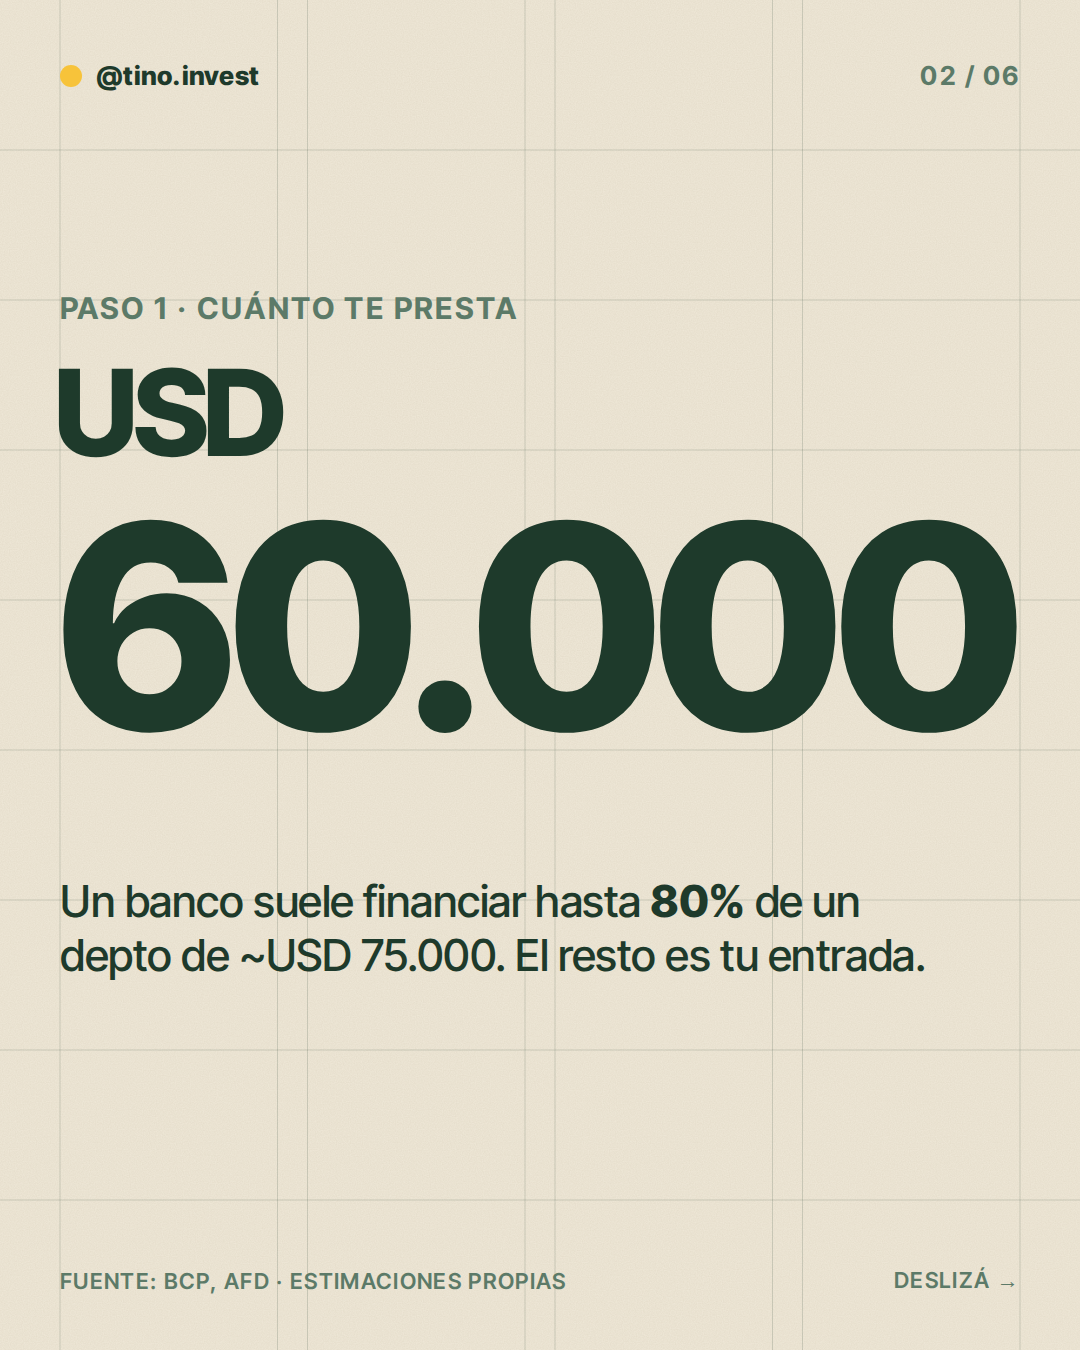 @tino.invest
02 / 06
PASO 1 · CUÁNTO TE PRESTA
USD
60.000
Un banco suele financiar hasta 80% de un
depto de ~USD 75.000. El resto es tu entrada.
FUENTE: BCP, AFD · ESTIMACIONES PROPIAS
DESLIZÁ →